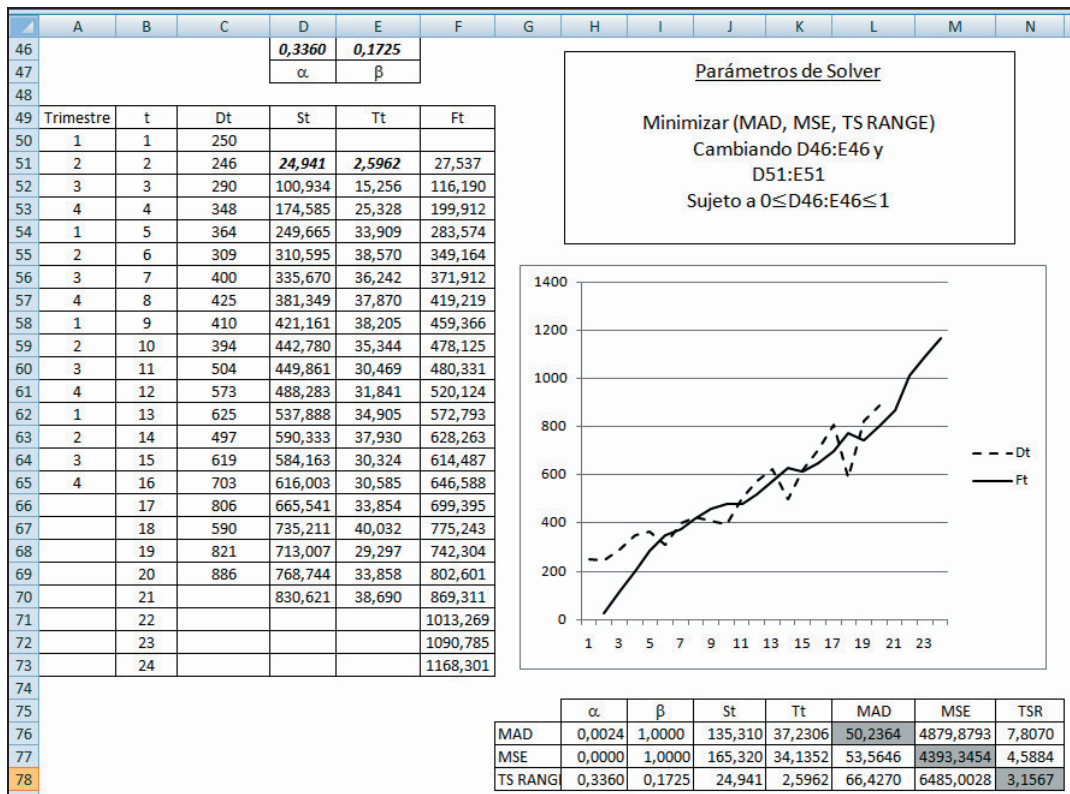 A B C D E F G H I J K L M N
46 0,3360 0,1725
47 α β
48
49 Trimestre t Dt St Tt Ft
50 1 1 250
51 2 2 246 24,941 2,5962 27,537
52 3 3 290 100,934 15,256 116,190
53 4 4 348 174,585 25,328 199,912
54 1 5 364 249,665 33,909 283,574
55 2 6 309 310,595 38,570 349,164
56 3 7 400 335,670 36,242 371,912
57 4 8 425 381,349 37,870 419,219
58 1 9 410 421,161 38,205 459,366
59 2 10 394 442,780 35,344 478,125
60 3 11 504 449,861 30,469 480,331
61 4 12 573 488,283 31,841 520,124
62 1 13 625 537,888 34,905 572,793
63 2 14 497 590,333 37,930 628,263
64 3 15 619 584,163 30,324 614,487
65 4 16 703 616,003 30,585 646,588
66 17 806 665,541 33,854 699,395
67 18 590 735,211 40,032 775,243
68 19 821 713,007 29,297 742,304
69 20 886 768,744 33,858 802,601
70 21 830,621 38,690 869,311
71 22 1013,269
72 23 1090,785
73 24 1168,301
74
Parámetros de Solver
Minimizar (MAD, MSE, TS RANGE)
Cambiando D46:E46 y
D51:E51
Sujeto a 0≤D46:E46≤1
1400
1200
1000
800
600
400
200
0
1 3 5 7 9 11 13 15 17 19 21 23
Dt
Ft
75 α β St Tt MAD MSE TSR
76 MAD 0,0024 1,0000 135,310 37,2306 50,2364 4879,8793 7,8070
77 MSE 0,0000 1,0000 165,320 34,1352 53,5646 4393,3454 4,5884
78 TS RANGI 0,3360 0,1725 24,941 2,5962 66,4270 6485,0028 3,1567